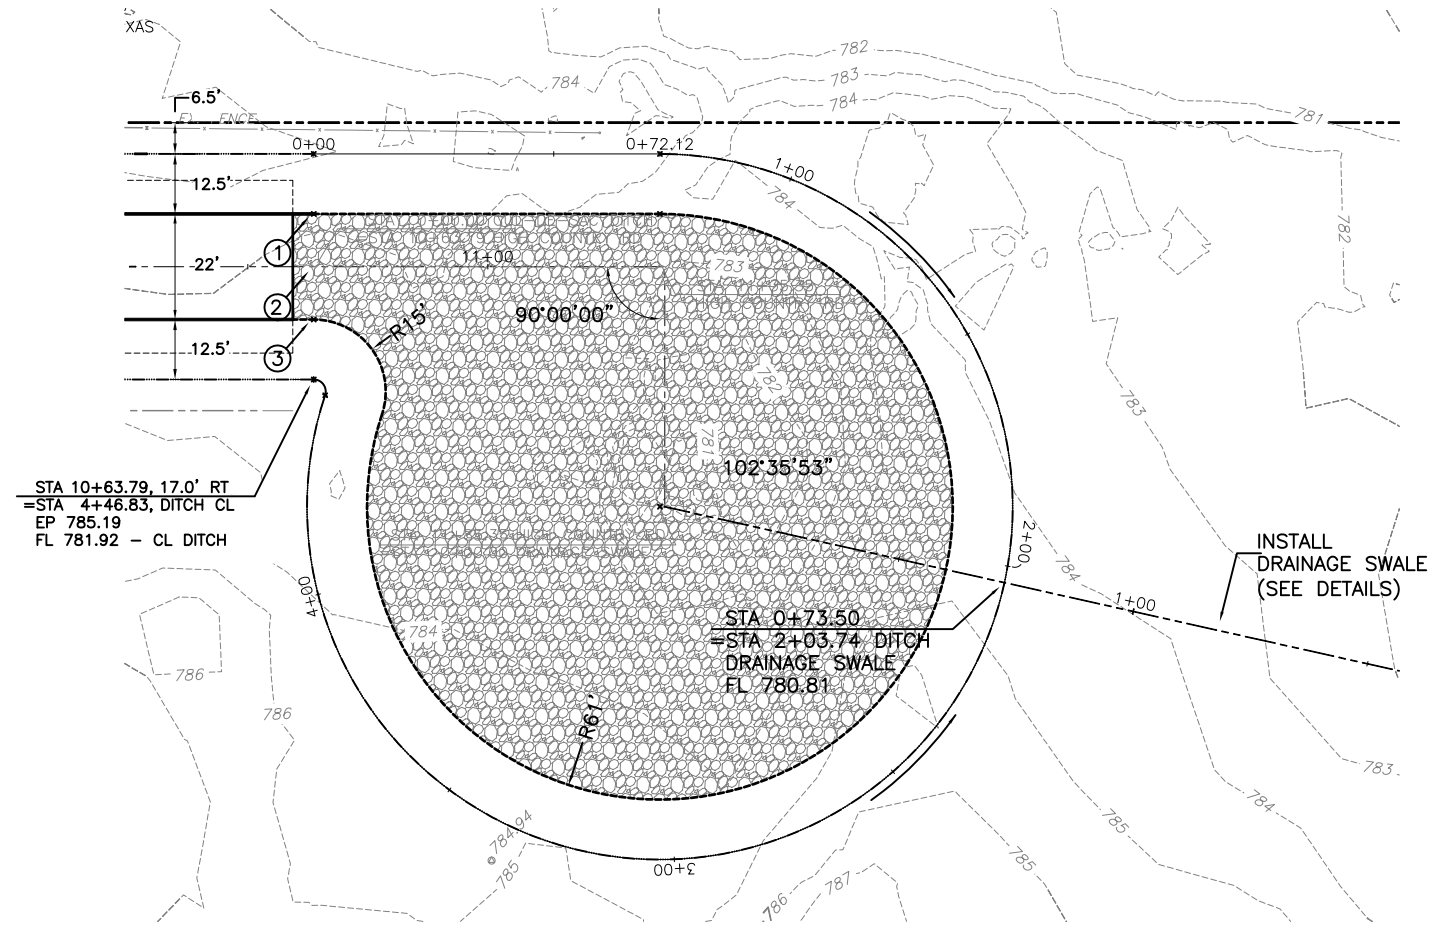 XAS
782
784
783
784
781
6.5'
ENCE
0+00
0+72.12
1+00
12.5'
784
782
1
11+00
22'
783
2
90°00'00"
R15'
12.5'
3
782
783
781
102°35'53"
STA 10+63.79, 17.0' RT
=STA 4+46.83, DITCH CL
EP 785.19
FL 781.92 - CL DITCH
2+00
INSTALL
DRAINAGE SWALE
(SEE DETAILS)
784
4+00
1+00
STA 0+73.50
=STA 2+03.74 DITCH
DRAINAGE SWALE
FL 780.81
784
786
786
R61'
783
784
785
784.94
785
785
3+00
786
787